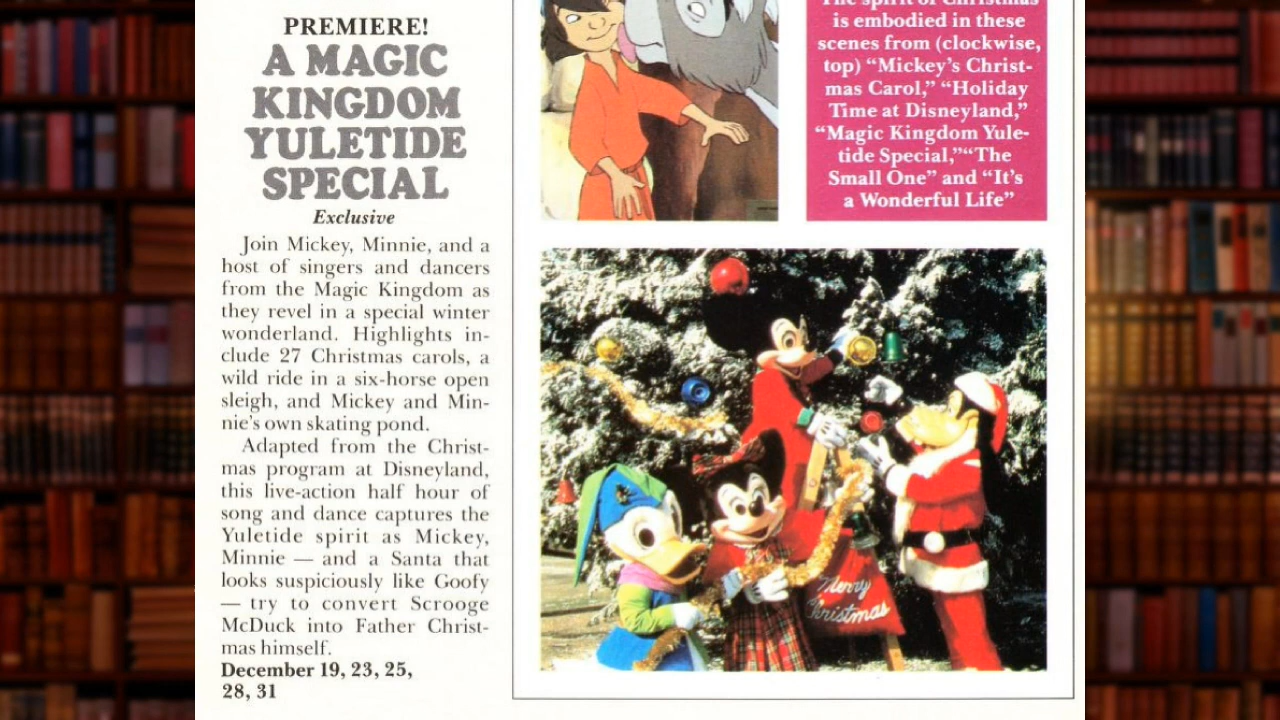 PREMIERE!
A MAGIC
KINGDOM
YULETIDE
SPECIAL
Exclusive
Join Mickey, Minnie, and a
host of singers and dancers
from the Magic Kingdom as
they revel in a special winter
wonderland. Highlights in-
clude 27 Christmas carols, a
wild ride in a six-horse open
sleigh, and Mickey and Min-
nie's own skating pond.
Adapted from the Christ-
mas program at Disneyland,
this live-action half hour of
song and dance captures the
Yuletide spirit as Mickey,
Minnie — and a Santa that
looks suspiciously like Goofy
— try to convert Scrooge
McDuck into Father Christ-
mas himself.
December 19, 23, 25,
28, 31
The spirit of Christmas
is embodied in these
scenes from (clockwise,
top) “Mickey's Christ-
mas Carol,” “Holiday
Time at Disneyland,”
“Magic Kingdom Yule-
tide Special,”“The
Small One” and “It's
a Wonderful Life”
Merry
Christmas